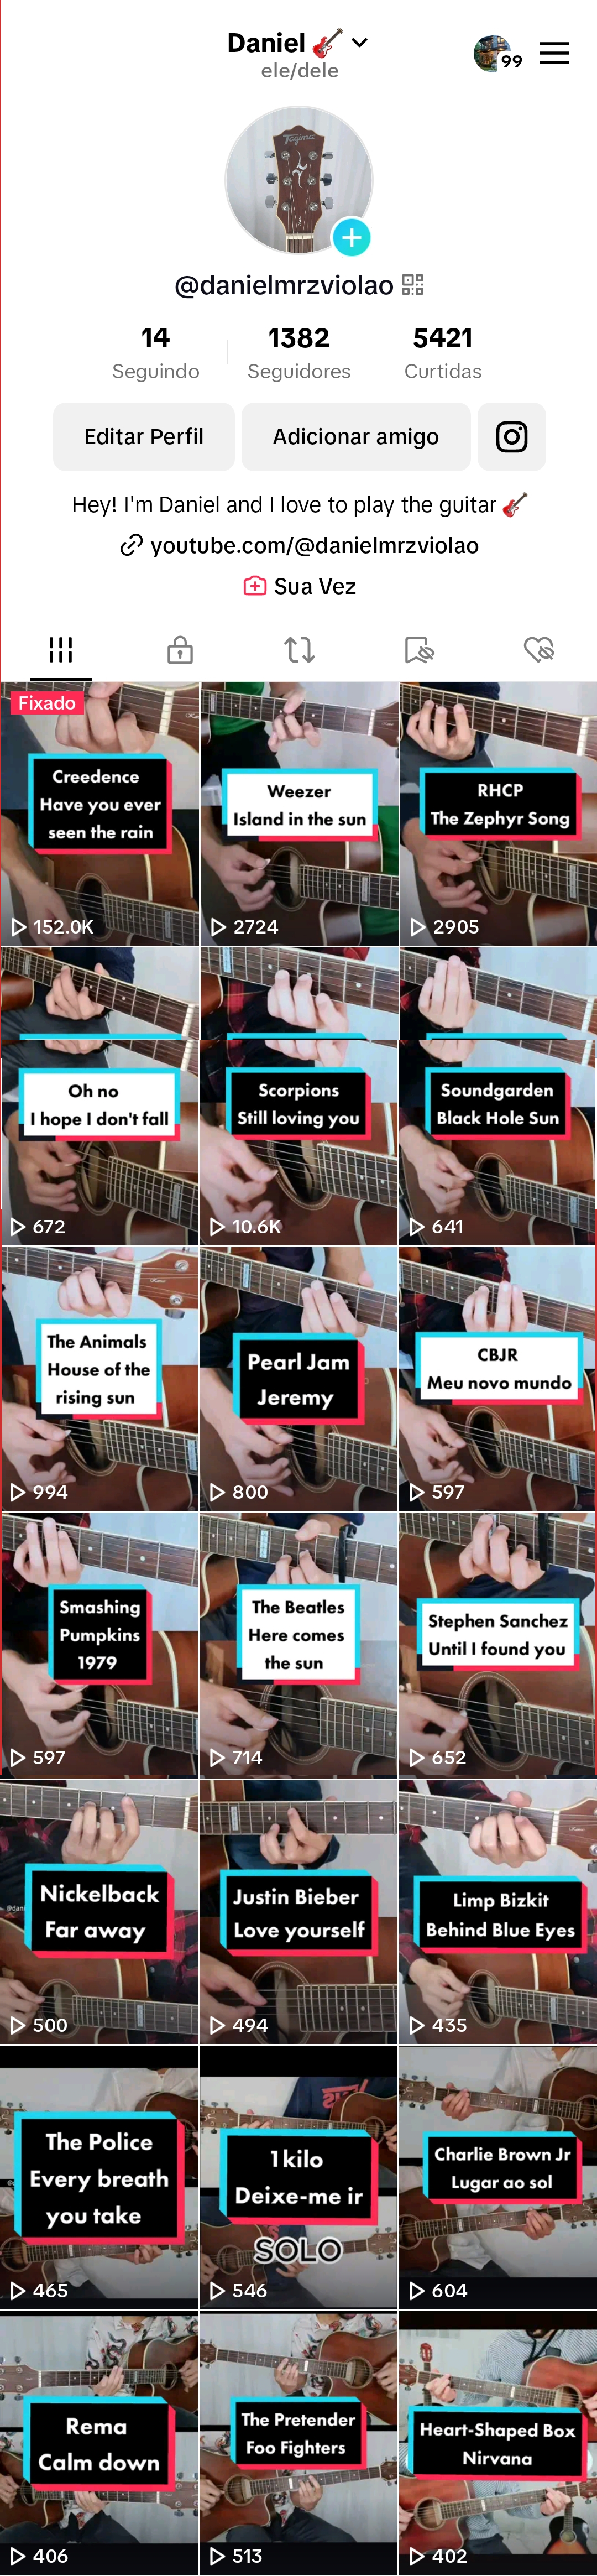 Daniel 🎸
ele/dele
99
Tagima
@danielmrzviolao
14
Seguindo
1382
Seguidores
5421
Curtidas
Editar Perfil
Adicionar amigo
Hey! I'm Daniel and I love to play the guitar 🎸
youtube.com/@danielmrzviolao
Sua Vez
Fixado
Creedence
Have you ever
seen the rain
152.0K
Weezer
Island in the sun
2724
RHCP
The Zephyr Song
2905
Oh no
I hope I don't fall
672
Scorpions
Still loving you
10.6K
Soundgarden
Black Hole Sun
641
The Animals
House of the
rising sun
994
Pearl Jam
Jeremy
800
CBJR
Meu novo mundo
597
Smashing
Pumpkins
1979
597
The Beatles
Here comes
the sun
714
Stephen Sanchez
Until I found you
652
Nickelback
Far away
500
Justin Bieber
Love yourself
494
Limp Bizkit
Behind Blue Eyes
435
The Police
Every breath
you take
465
1kilo
Deixe-me ir
SOLO
546
Charlie Brown Jr
Lugar ao sol
604
Rema
Calm down
406
The Pretender
Foo Fighters
513
Heart-Shaped Box
Nirvana
402